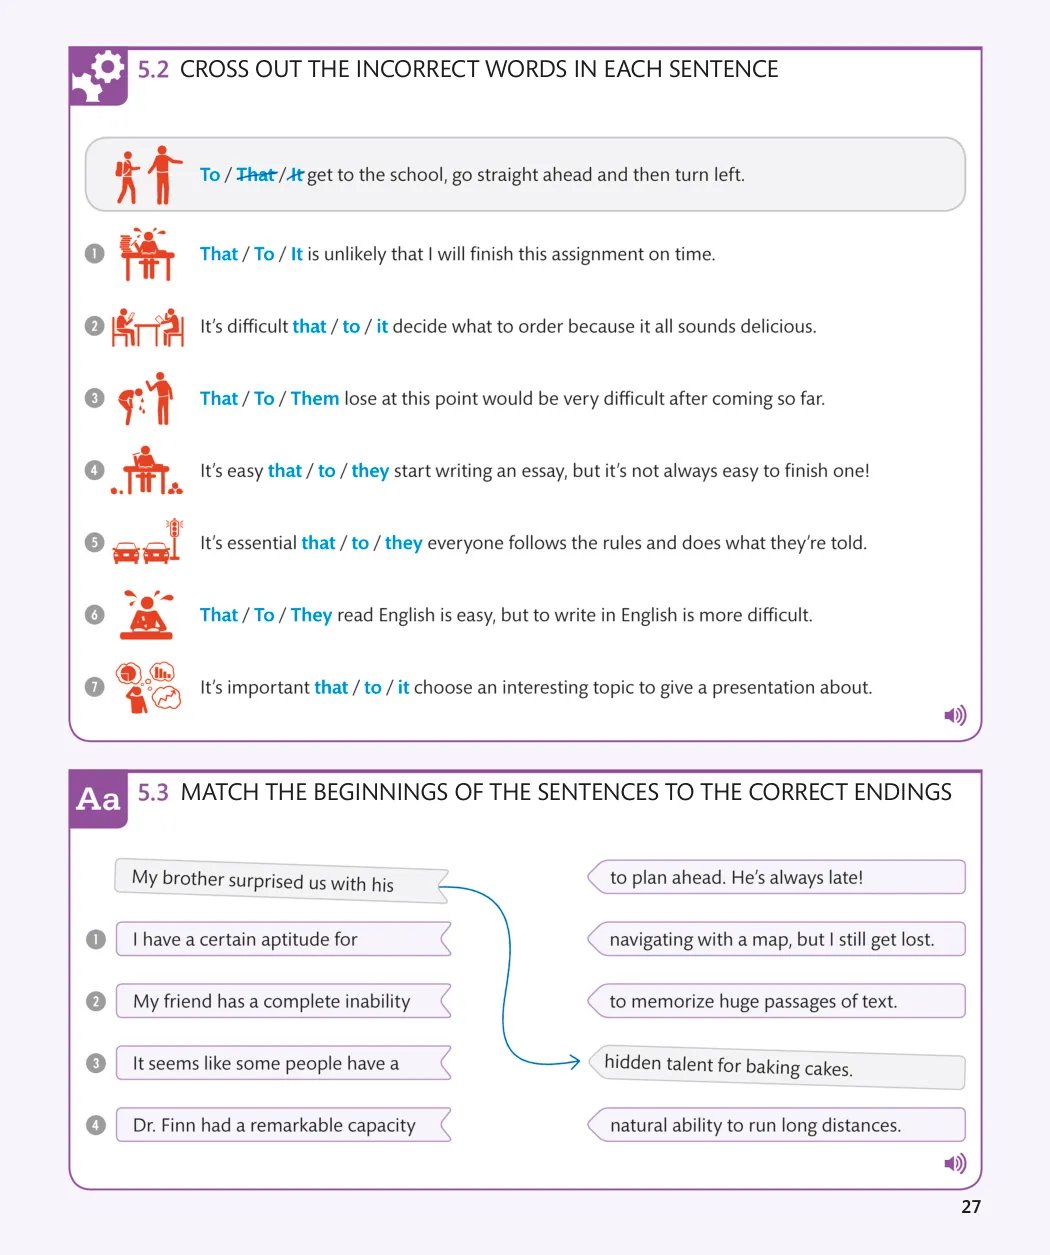 5.2 CROSS OUT THE INCORRECT WORDS IN EACH SENTENCE
To / That / It get to the school, go straight ahead and then turn left.
1 That / To / It is unlikely that I will finish this assignment on time.
2 It’s difficult that / to / it decide what to order because it all sounds delicious.
3 That / To / Them lose at this point would be very difficult after coming so far.
4 It’s easy that / to / they start writing an essay, but it’s not always easy to finish one!
5 It’s essential that / to / they everyone follows the rules and does what they’re told.
6 That / To / They read English is easy, but to write in English is more difficult.
7 It’s important that / to / it choose an interesting topic to give a presentation about.
Aa 5.3 MATCH THE BEGINNINGS OF THE SENTENCES TO THE CORRECT ENDINGS
My brother surprised us with his
to plan ahead. He’s always late!
1 I have a certain aptitude for
navigating with a map, but I still get lost.
2 My friend has a complete inability
to memorize huge passages of text.
3 It seems like some people have a
hidden talent for baking cakes.
4 Dr. Finn had a remarkable capacity
natural ability to run long distances.
27